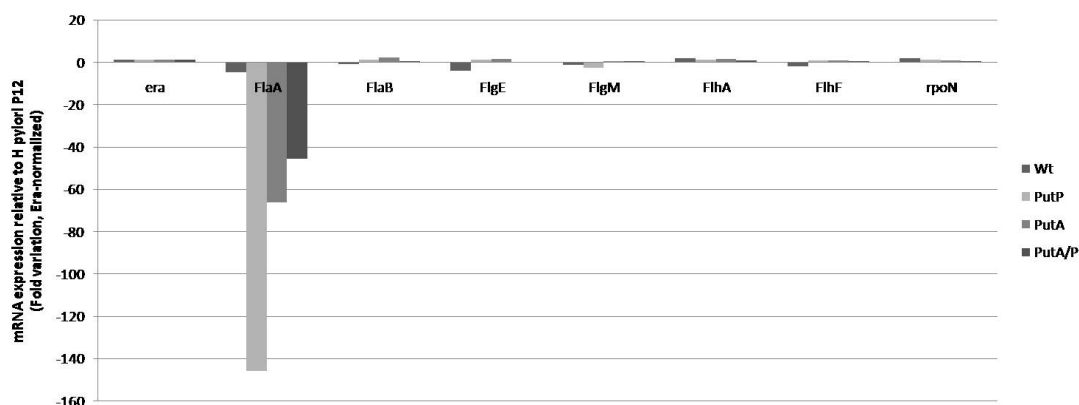 mRNA expression relative to H pylori P12
(Fold variation, Era-normalized)
20
0
-20
-40
-60
-80
-100
-120
-140
-160
era
FlaA
FlaB
FlgE
FlgM
FlhA
FlhF
rpoN
Wt
PutP
PutA
PutA/P